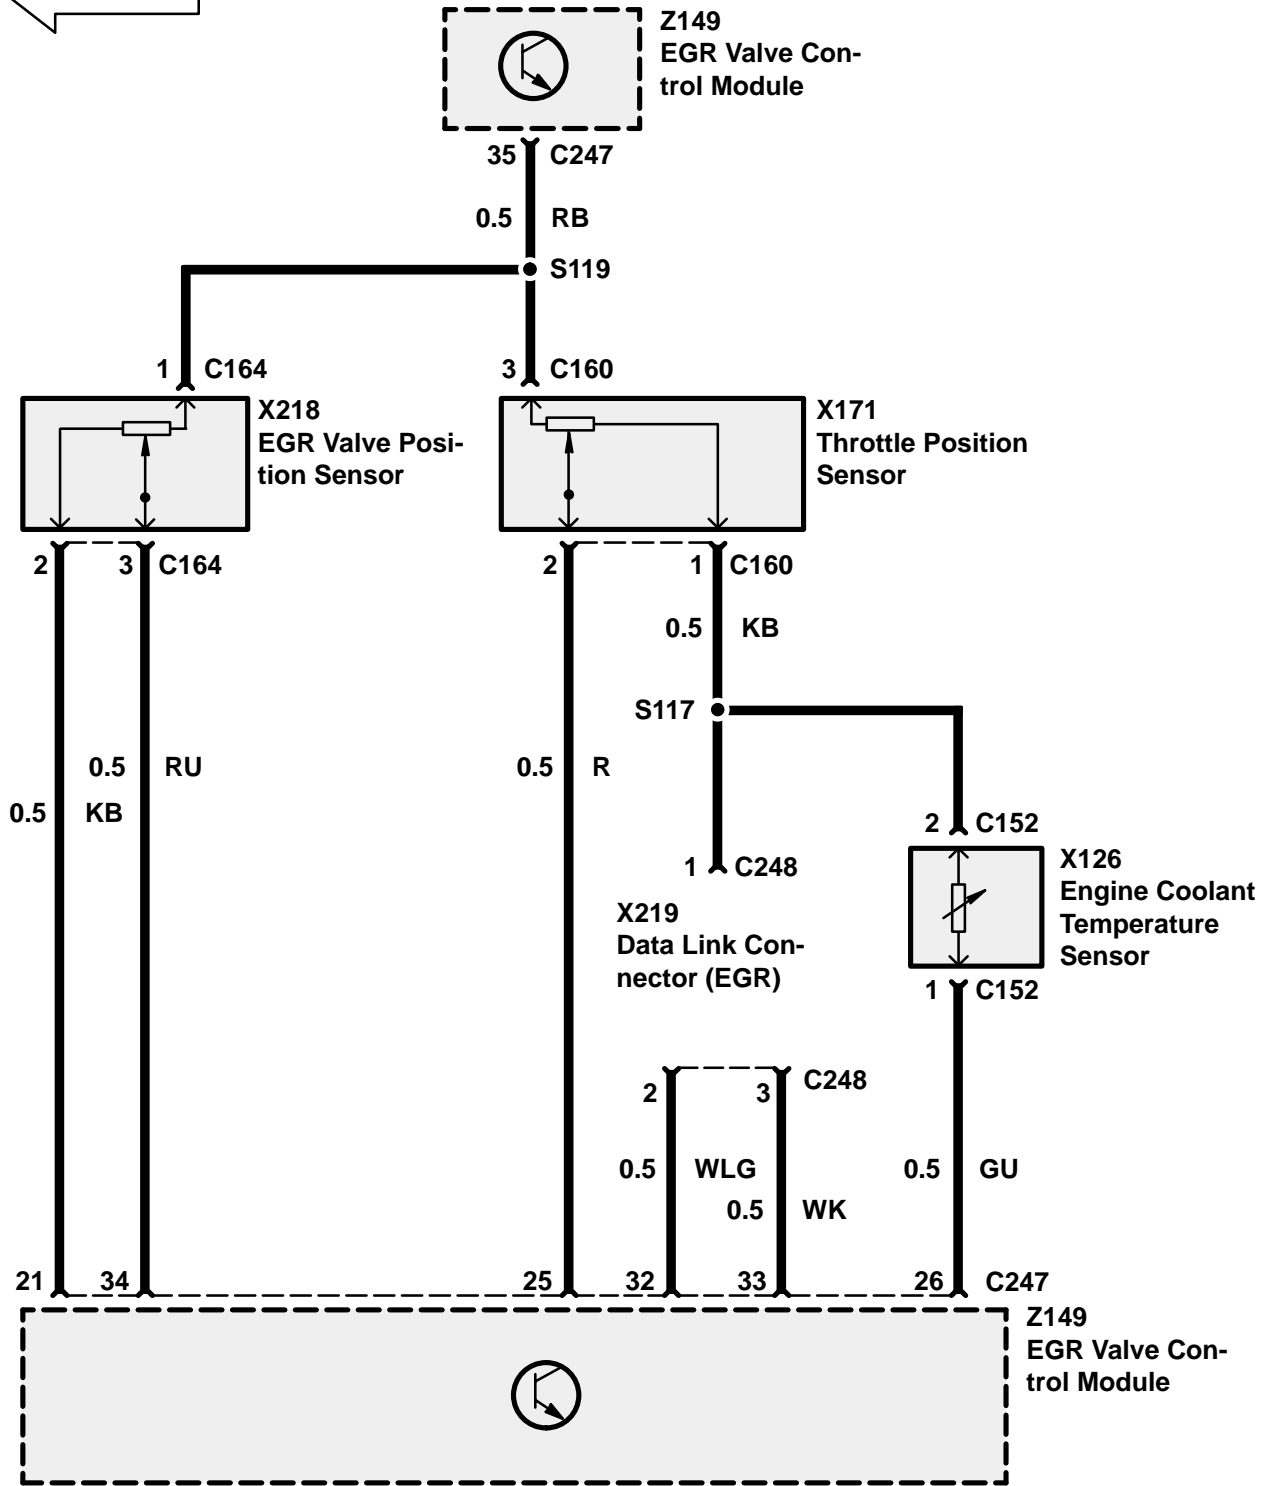 Z149
EGR Valve Con-
trol Module
35 C247
0.5 RB
S119
1 C164
3 C160
X218
EGR Valve Posi-
tion Sensor
X171
Throttle Position
Sensor
2 3 C164
2 1 C160
0.5 KB
S117
0.5 RU
0.5 R
0.5 KB
2 C152
1 C248
X126
Engine Coolant
Temperature
Sensor
X219
Data Link Con-
nector (EGR)
1 C152
2 3 C248
0.5 WLG
0.5 GU
0.5 WK
21 34 25 32 33 26 C247
Z149
EGR Valve Con-
trol Module